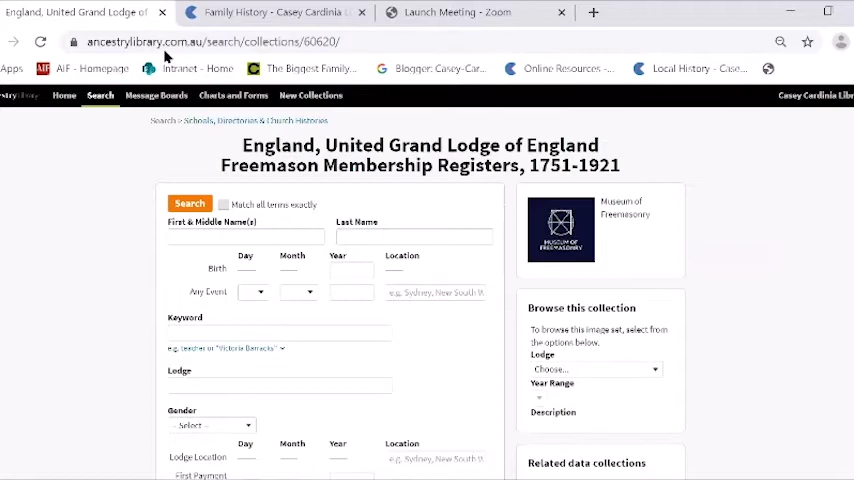 England, United Grand Lodge of
Family History - Casey Cardinia L
Launch Meeting - Zoom
ancestrylibrary.com.au/search/collections/60620/
Apps
AIF - Homepage
Intranet - Home
The Biggest Family...
Blogger: Casey-Car...
Online Resources -...
Local History - Case...
Home
Search
Message Boards
Charts and Forms
New Collections
Casey Cardinia Libr
Search > Schools, Directories & Church Histories
England, United Grand Lodge of England
Freemason Membership Registers, 1751-1921
Search
Match all terms exactly
First & Middle Name(s)
Last Name
Day
Month
Year
Location
Birth
Any Event
e.g. Sydney, New South W
Keyword
e.g. teacher or "Victoria Barracks"
Lodge
Gender
-- Select --
Day
Month
Year
Location
Lodge Location
e.g. Sydney, New South W
First Payment
MUSEUM OF
FREEMASONRY
Museum of
Freemasonry
Browse this collection
To browse this image set, select from
the options below.
Lodge
Choose...
Year Range
Description
Related data collections